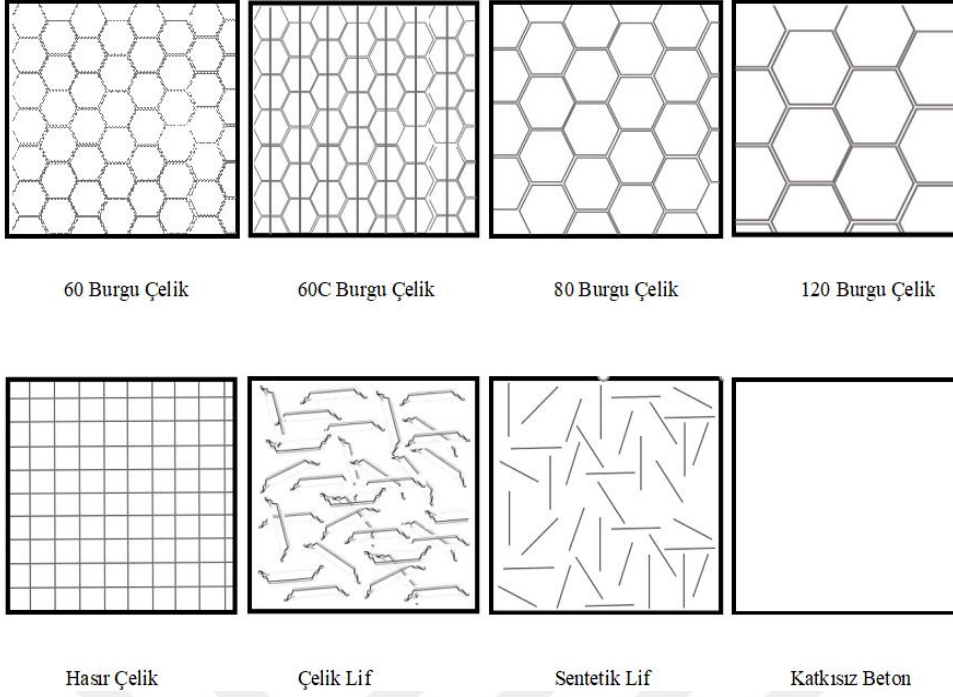 60 Burgu Çelik
60C Burgu Çelik
80 Burgu Çelik
120 Burgu Çelik
Hasır Çelik
Çelik Lif
Sentetik Lif
Katkısız Beton